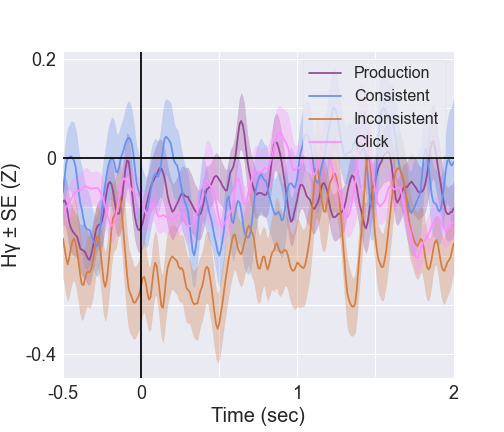 0.2
0
-0.4
Hγ ± SE (Z)
Production
Consistent
Inconsistent
Click
-0.5
0
1
2
Time (sec)